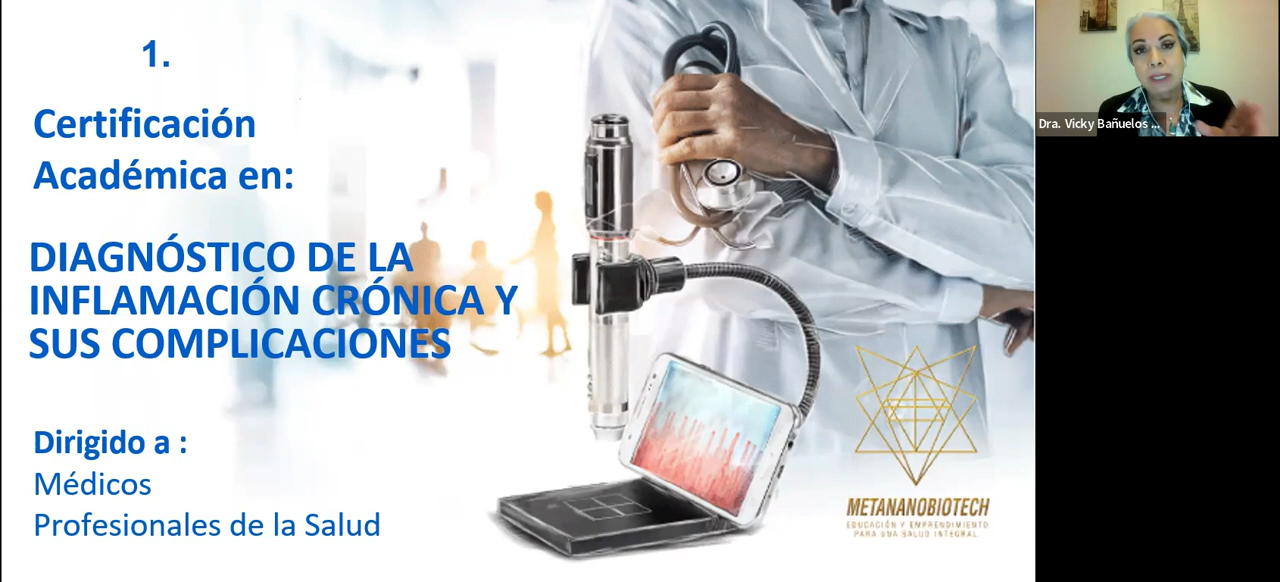 1.
Certificación
Académica en:
DIAGNÓSTICO DE LA
INFLAMACIÓN CRÓNICA Y
SUS COMPLICACIONES
Dirigido a :
Médicos
Profesionales de la Salud
METANANOBIOTECH
EDUCACIÓN Y EMPRENDIMIENTO
PARA UNA SALUD INTEGRAL.
Dra. Vicky Bañuelos ...